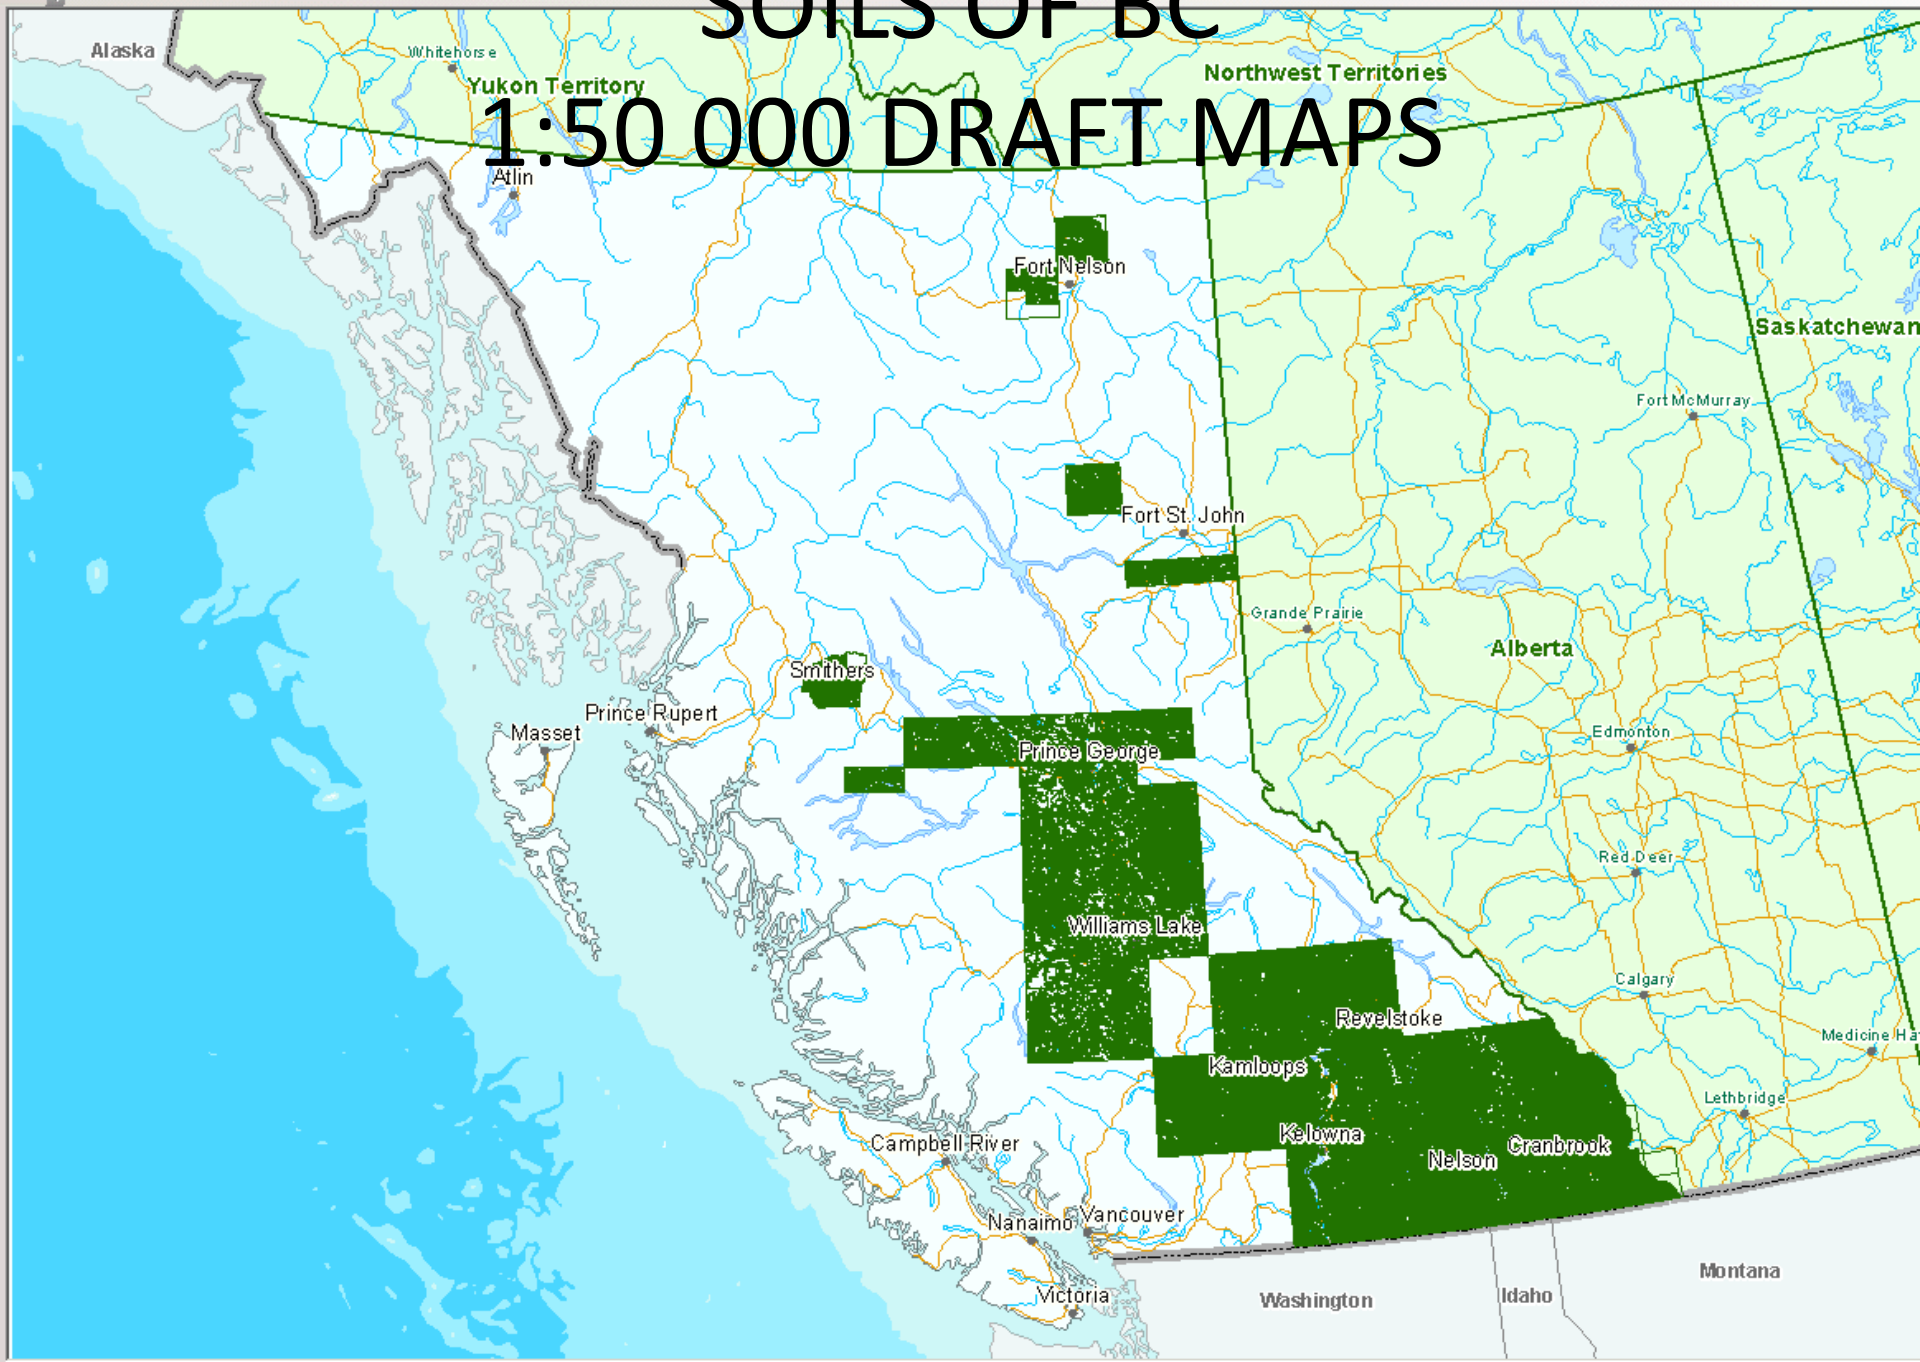 SOILS OF BC
1:50 000 DRAFT MAPS
Alaska
Whitehorse
Yukon Territory
Northwest Territories
Atlin
Fort Nelson
Saskatchewan
Fort McMurray
Fort St. John
Grande Prairie
Alberta
Smithers
Prince Rupert
Masset
Edmonton
Prince George
Red Deer
Williams Lake
Calgary
Revelstoke
Medicine Ha
Kamloops
Lethbridge
Kelowna
Campbell River
Cranbrook
Nelson
Nanaimo
Vancouver
Montana
Victoria
Washington
Idaho